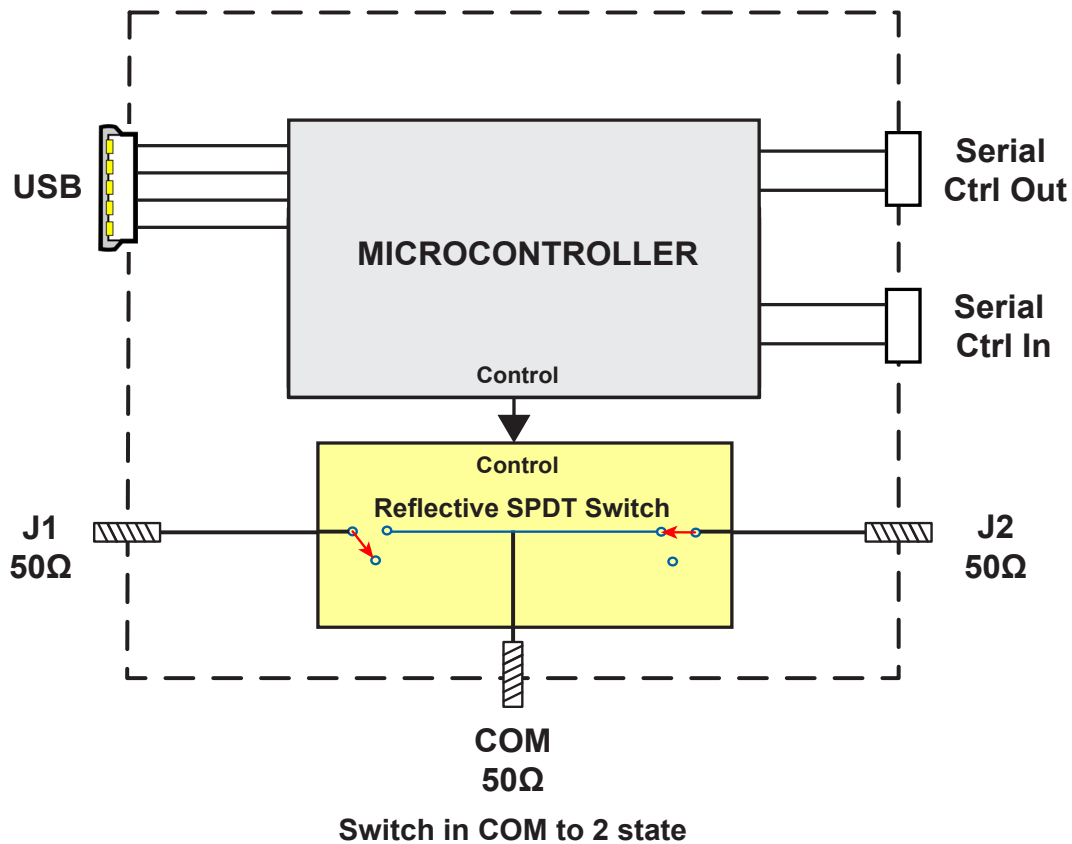 USB
MICROCONTROLLER
Serial
Ctrl Out
Serial
Ctrl In
Control
Control
Reflective SPDT Switch
J1
50Ω
J2
50Ω
COM
50Ω
Switch in COM to 2 state